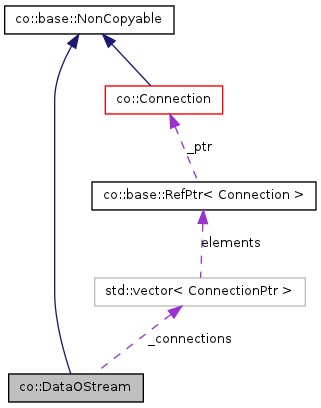 co::base::NonCopyable
co::Connection
_ptr
co::base::RefPtr< Connection >
elements
std::vector< ConnectionPtr >
_connections
co::DataOStream